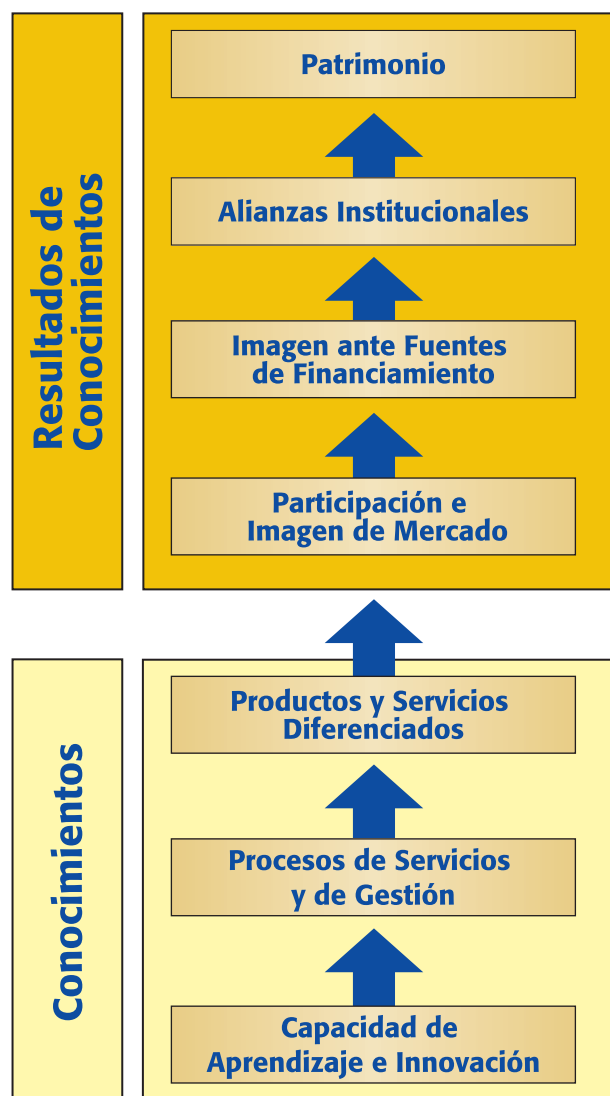 Resultados de
Conocimientos
Patrimonio
Alianzas Institucionales
Imagen ante Fuentes
de Financiamiento
Participación e
Imagen de Mercado
Conocimientos
Productos y Servicios
Diferenciados
Procesos de Servicios
y de Gestión
Capacidad de
Aprendizaje e Innovación